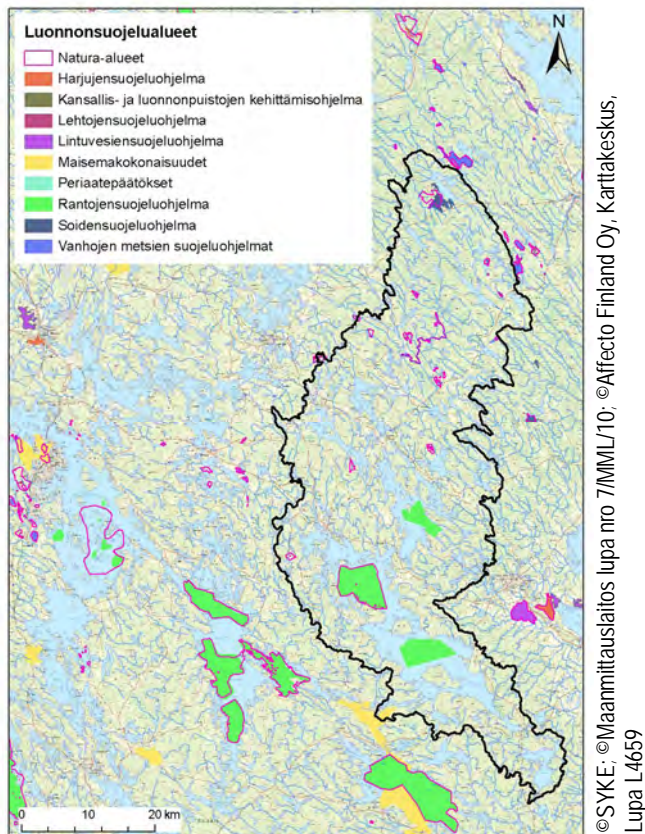 Luonnonsuojelualueet
Natura-alueet
Harjujensuojeluohjelma
Kansallis- ja luonnonpuistojen kehittämisohjelma
Lehtojensuojeluohjelma
Lintuvesiensuojeluohjelma
Maisemakokonaisuudet
Periaatepäätökset
Rantojensuojeluohjelma
Soidensuojeluohjelma
Vanhojen metsien suojeluohjelmat
N
0 10 20 km
©SYKE; ©Maanmittauslaitos lupa nro 7/MML/10; ©Affecto Finland Oy, Karttakeskus,
Lupa L4659